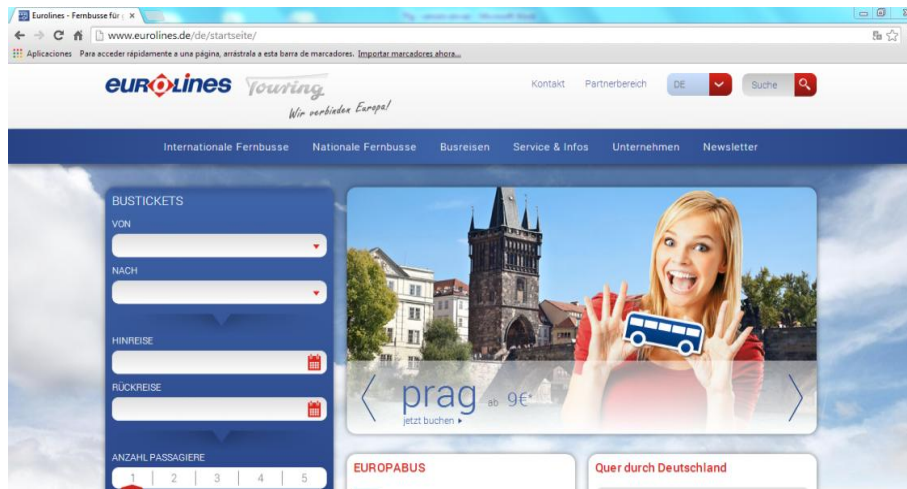 Eurolines - Fernbusse für
www.eurolines.de/de/startseite/
Aplicaciones Para acceder rápidamente a una página, arrástrala a esta barra de marcadores. Importar marcadores ahora...
eurolines Touring
Wir verbinden Europa!
Kontakt Partnerbereich DE Suche
Internationale Fernbusse Nationale Fernbusse Busreisen Service & Infos Unternehmen Newsletter
BUSTICKETS
VON
NACH
HINREISE
RÜCKREISE
ANZAHL PASSAGIERE
1 2 3 4 5
prag ab 9€*
jetzt buchen
EUROPABUS
Quer durch Deutschland